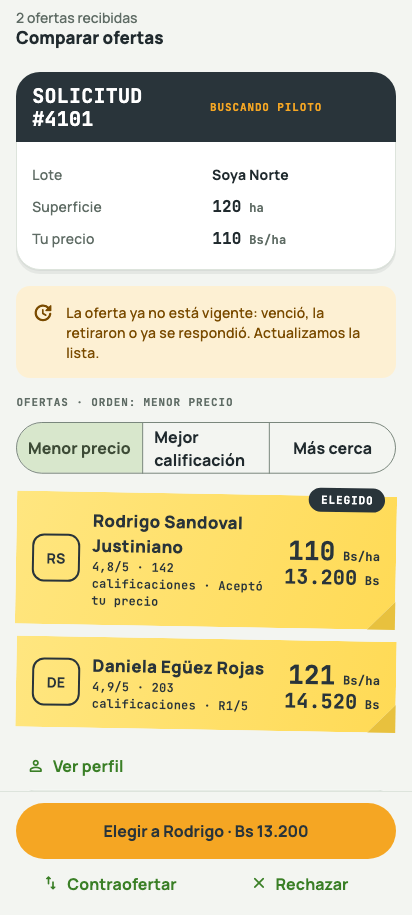 2 ofertas recibidas
Comparar ofertas
SOLICITUD
#4101
BUSCANDO PILOTO
Lote
Soya Norte
Superficie
120 ha
Tu precio
110 Bs/ha
La oferta ya no está vigente: venció, la
retiraron o ya se respondió. Actualizamos la
lista.
OFERTAS · ORDEN: MENOR PRECIO
Menor precio
Mejor
calificación
Más cerca
ELEGIDO
RS
Rodrigo Sandoval
Justiniano
4,8/5 · 142
calificaciones · Aceptó
tu precio
110 Bs/ha
13.200 Bs
DE
Daniela Egüez Rojas
4,9/5 · 203
calificaciones · R1/5
121 Bs/ha
14.520 Bs
Ver perfil
Elegir a Rodrigo · Bs 13.200
Contraofertar
Rechazar